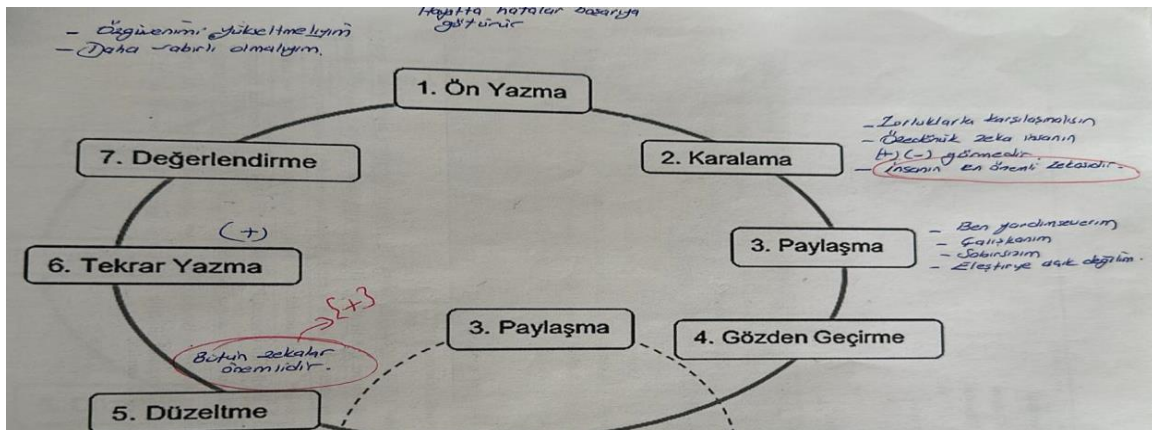 Hayatta hatalar başarıya
götürür
- Özgüvenimi yükseltmeliyim
- Daha sabırlı olmalıyım.
1. Ön Yazma
7. Değerlendirme
2. Karalama
- Zorluklarla karşılaşmalısın
- Özedönük zeka insanın
(+) (-) görmedir
- İnsanın en önemli zekasıdır.
(+)
6. Tekrar Yazma
3. Paylaşma
- Ben yardımseverim
- Çalışkanım
- Sabırsızım
- Eleştirye açık değilim.
{+}
3. Paylaşma
4. Gözden Geçirme
Bütün zekalar
önemlidir.
5. Düzeltme